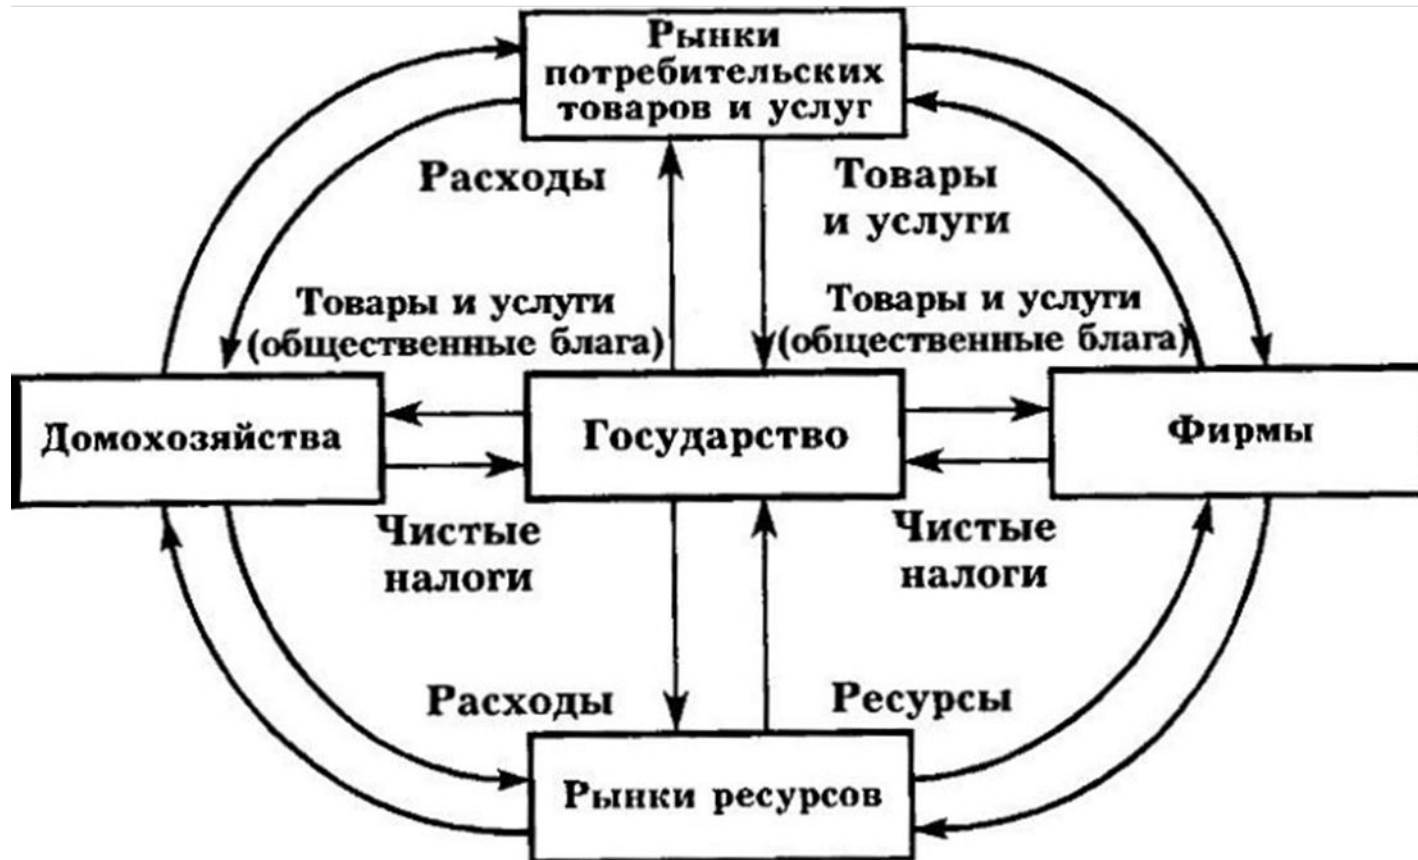 Рынки
потребительских
товаров и услуг
Расходы
Товары
и услуги
Товары и услуги
(общественные блага)
Товары и услуги
(общественные блага)
Домохозяйства
Государство
Фирмы
Чистые
налоги
Чистые
налоги
Расходы
Ресурсы
Рынки ресурсов